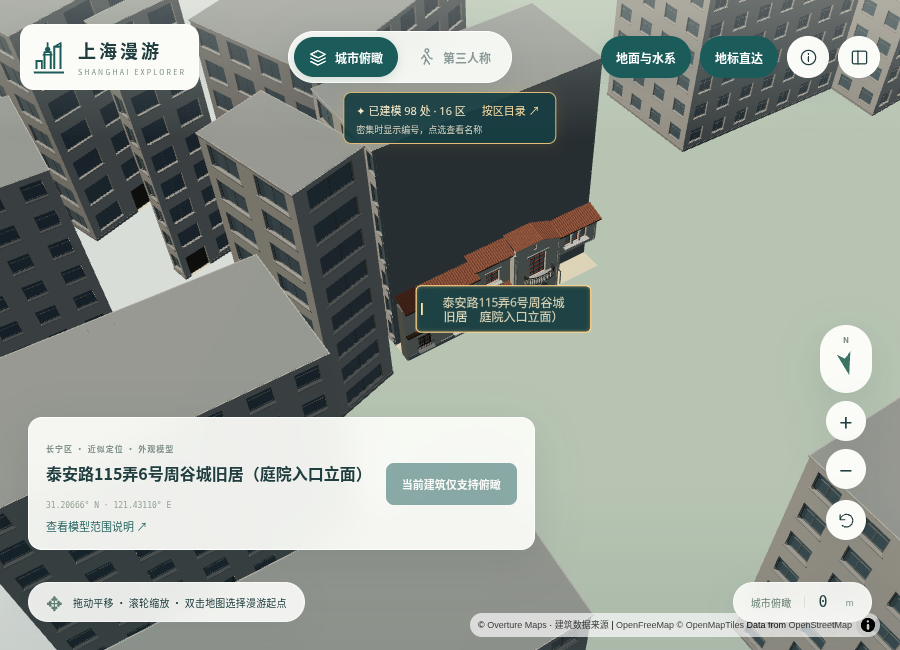 上海漫游
SHANGHAI EXPLORER
城市俯瞰
第三人称
地面与水系
地标直达
✦ 已建模 98 处 · 16 区 按区目录 ↗
密集时显示编号，点选查看名称
泰安路115弄6号周谷城
旧居 庭院入口立面）
N
长宁区 · 近似定位 · 外观模型
泰安路115弄6号周谷城旧居（庭院入口立面）
31.20666° N · 121.43110° E
查看模型范围说明 ↗
当前建筑仅支持俯瞰
拖动平移 · 滚轮缩放 · 双击地图选择漫游起点
城市俯瞰 0 m
© Overture Maps · 建筑数据来源 | OpenFreeMap © OpenMapTiles Data from OpenStreetMap